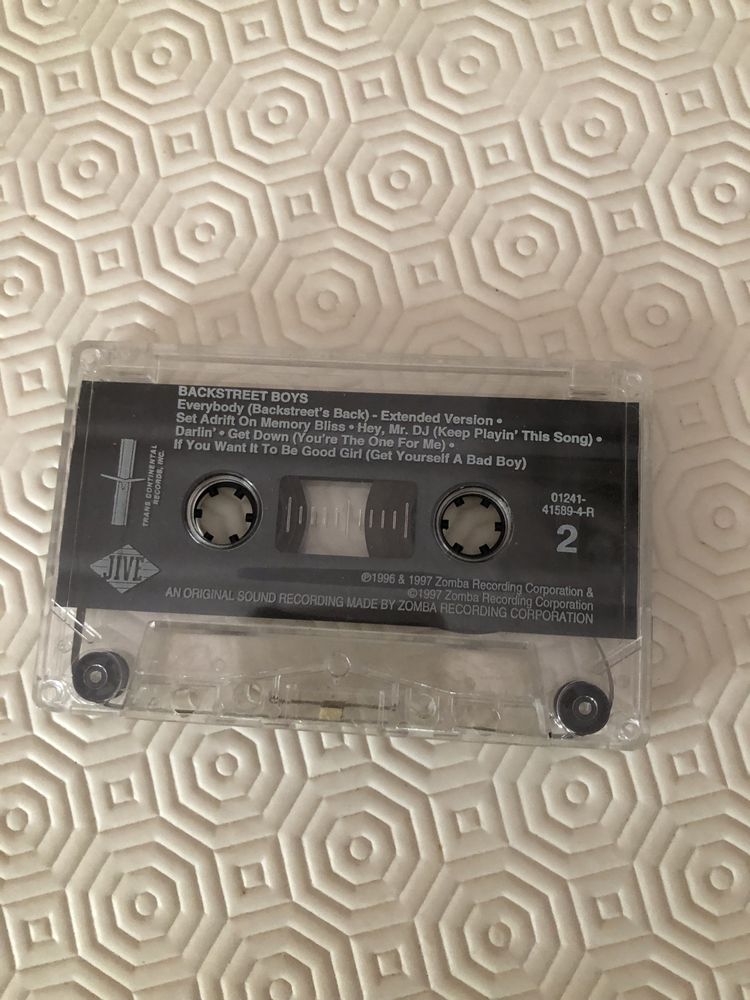 BACKSTREET BOYS
Everybody (Backstreet's Back) - Extended Version •
Set Adrift On Memory Bliss • Hey, Mr. DJ (Keep Playin' This Song) •
Darlin' • Get Down (You're The One For Me) •
If You Want It To Be Good Girl (Get Yourself A Bad Boy)
TRANS CONTINENTAL
RECORDS, INC.
01241-
41589-4-R
2
JIVE
℗1996 & 1997 Zomba Recording Corporation &
©1997 Zomba Recording Corporation
AN ORIGINAL SOUND RECORDING MADE BY ZOMBA RECORDING CORPORATION